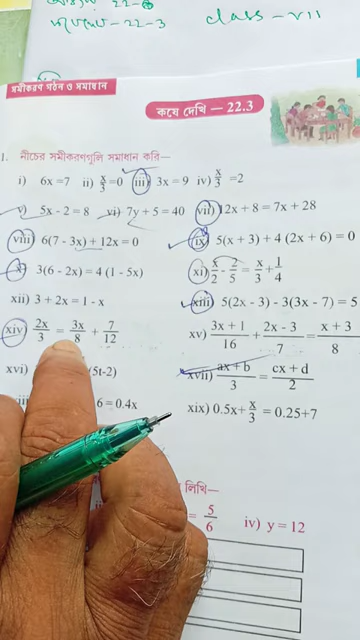 22-3 class-VII
সমীকরণ গঠন ও সমাধান
কষে দেখি – 22.3
1. নীচের সমীকরণগুলি সমাধান করি—
i) 6x = 7 ii) x/3 = 0 iii) 3x = 9 iv) x/3 = 2
v) 5x - 2 = 8 vi) 7y + 5 = 40 vii) 12x + 8 = 7x + 28
viii) 6(7 - 3x) + 12x = 0 ix) 5(x + 3) + 4 (2x + 6) = 0
x) 3(6 - 2x) = 4 (1 - 5x) xi) x/2 - 2/5 = x/3 + 1/4
xii) 3 + 2x = 1 - x xiii) 5(2x - 3) - 3(3x - 7) = 5
xiv) 2x/3 = 3x/8 + 7/12 xv) (3x + 1)/16 + (2x - 3)/7 = (x + 3)/8
xvi) (5t-2) xvii) (ax + b)/3 = (cx + d)/2
6 = 0.4x xix) 0.5x + x/3 = 0.25+7
লিখি—
= 5/6 iv) y = 12